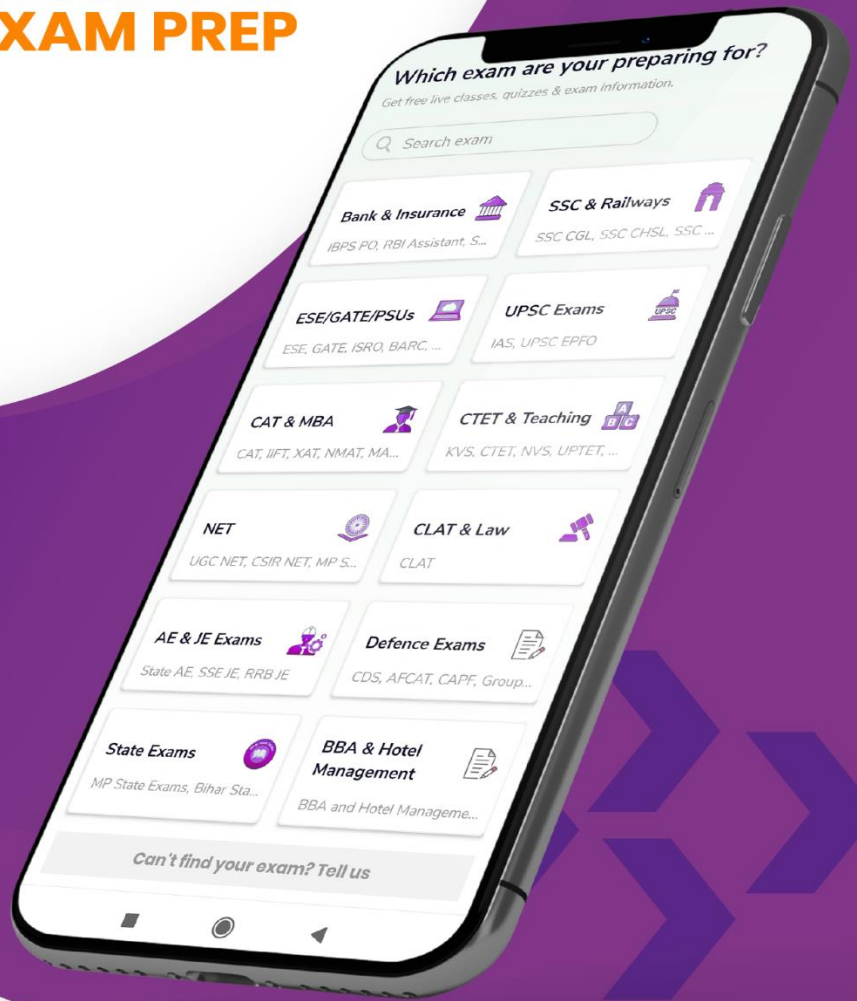 XAM PREP
Which exam are your preparing for?
Get free live classes, quizzes & exam information.
Search exam
Bank & Insurance
IBPS PO, RBI Assistant, S...
SSC & Railways
SSC CGL, SSC CHSL, SSC ...
ESE/GATE/PSUs
ESE, GATE, ISRO, BARC, ...
UPSC Exams
UPSC
IAS, UPSC EPFO
CAT & MBA
CAT, IIFT, XAT, NMAT, MA...
CTET & Teaching
A
B C
KVS, CTET, NVS, UPTET, ...
NET
UGC NET, CSIR NET, MP S...
CLAT & Law
CLAT
AE & JE Exams
State AE, SSE JE, RRB JE
Defence Exams
CDS, AFCAT, CAPF, Group...
State Exams
MP State Exams, Bihar Sta...
BBA & Hotel
Management
BBA and Hotel Manageme...
Can't find your exam? Tell us